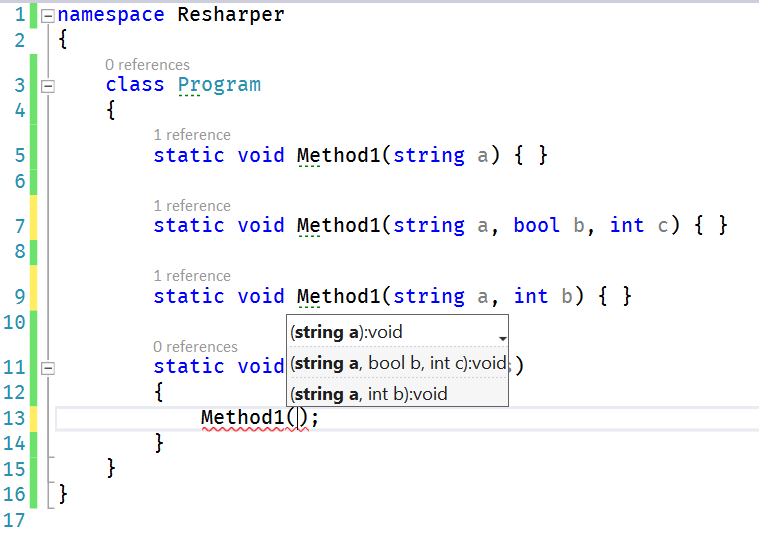 1 namespace Resharper
2 {
0 references
3 class Program
4 {
1 reference
5 static void Method1(string a) { }
6
1 reference
7 static void Method1(string a, bool b, int c) { }
8
1 reference
9 static void Method1(string a, int b) { }
10
(string a):void
0 references
11 static void )
(string a, bool b, int c):void
12 {
(string a, int b):void
13 Method1();
14 }
15 }
16 }
17